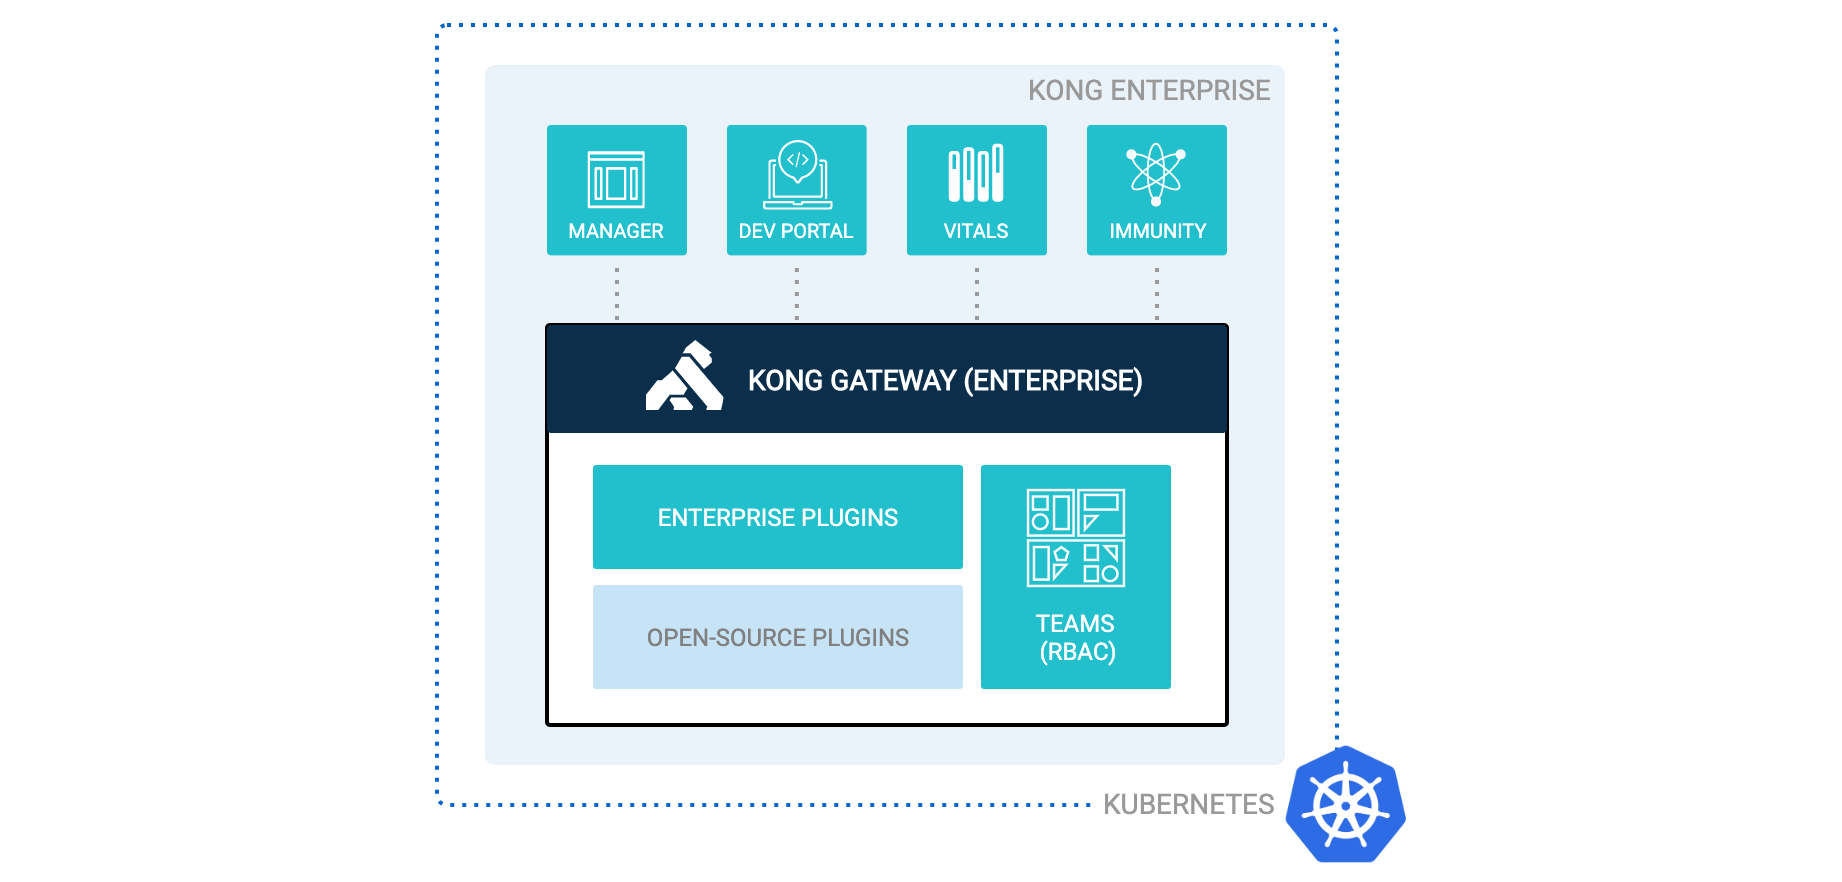 KONG ENTERPRISE
MANAGER
DEV PORTAL
VITALS
IMMUNITY
KONG GATEWAY (ENTERPRISE)
ENTERPRISE PLUGINS
OPEN-SOURCE PLUGINS
TEAMS
(RBAC)
KUBERNETES